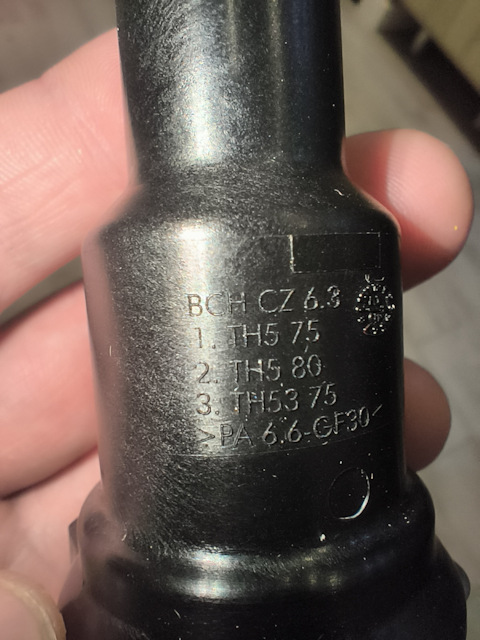 BCH CZ 6.3
1. TH5 75
2. TH5 80
3. TH53 75
>PA 6.6-GF30<